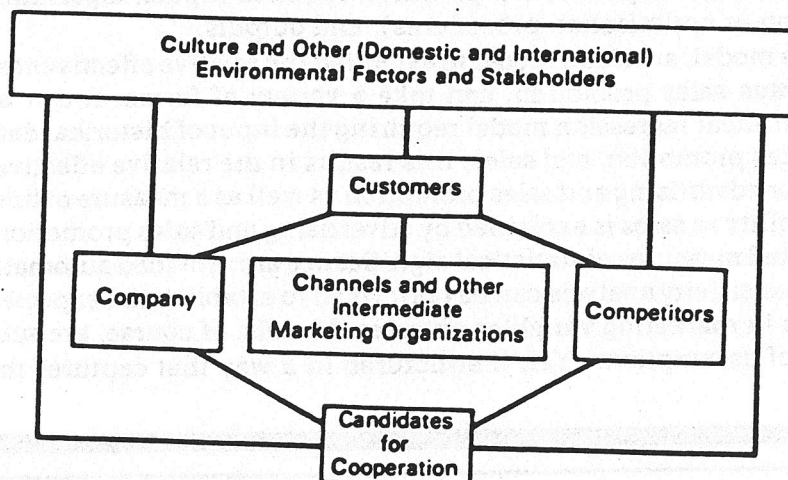 Culture and Other (Domestic and International)
Environmental Factors and Stakeholders
Customers
Company
Channels and Other
Intermediate
Marketing Organizations
Competitors
Candidates
for
Cooperation